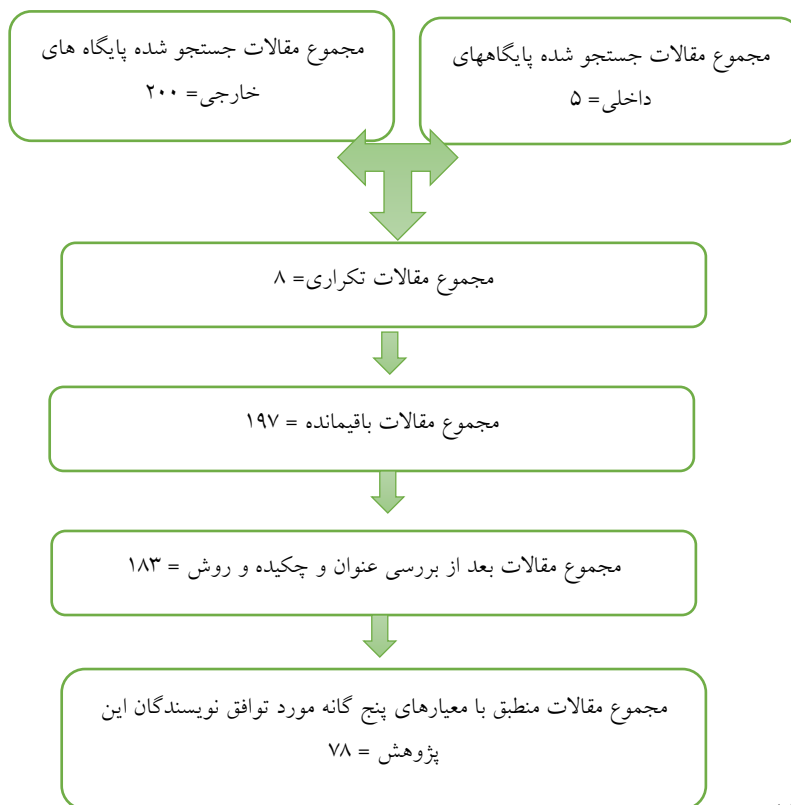 مجموع مقالات جستجو شده پایگاههای
داخلی= ۵
مجموع مقالات جستجو شده پایگاه های
خارجی= ۲۰۰
مجموع مقالات تکراری= ۸
مجموع مقالات باقیمانده = ۱۹۷
مجموع مقالات بعد از بررسی عنوان و چکیده و روش = ۱۸۳
مجموع مقالات منطبق با معیارهای پنج گانه مورد توافق نویسندگان این
پژوهش = ۷۸